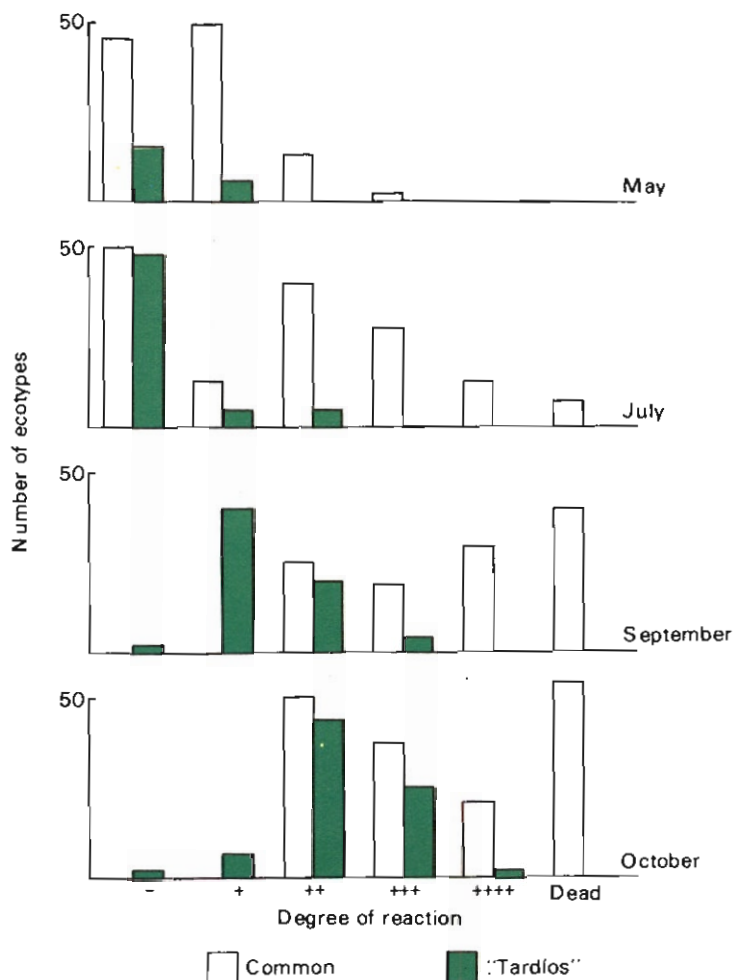 50
May
50
July
50
September
50
October
Number of ecotypes
- + ++ +++ ++++ Dead
Degree of reaction
Common "Tardíos"